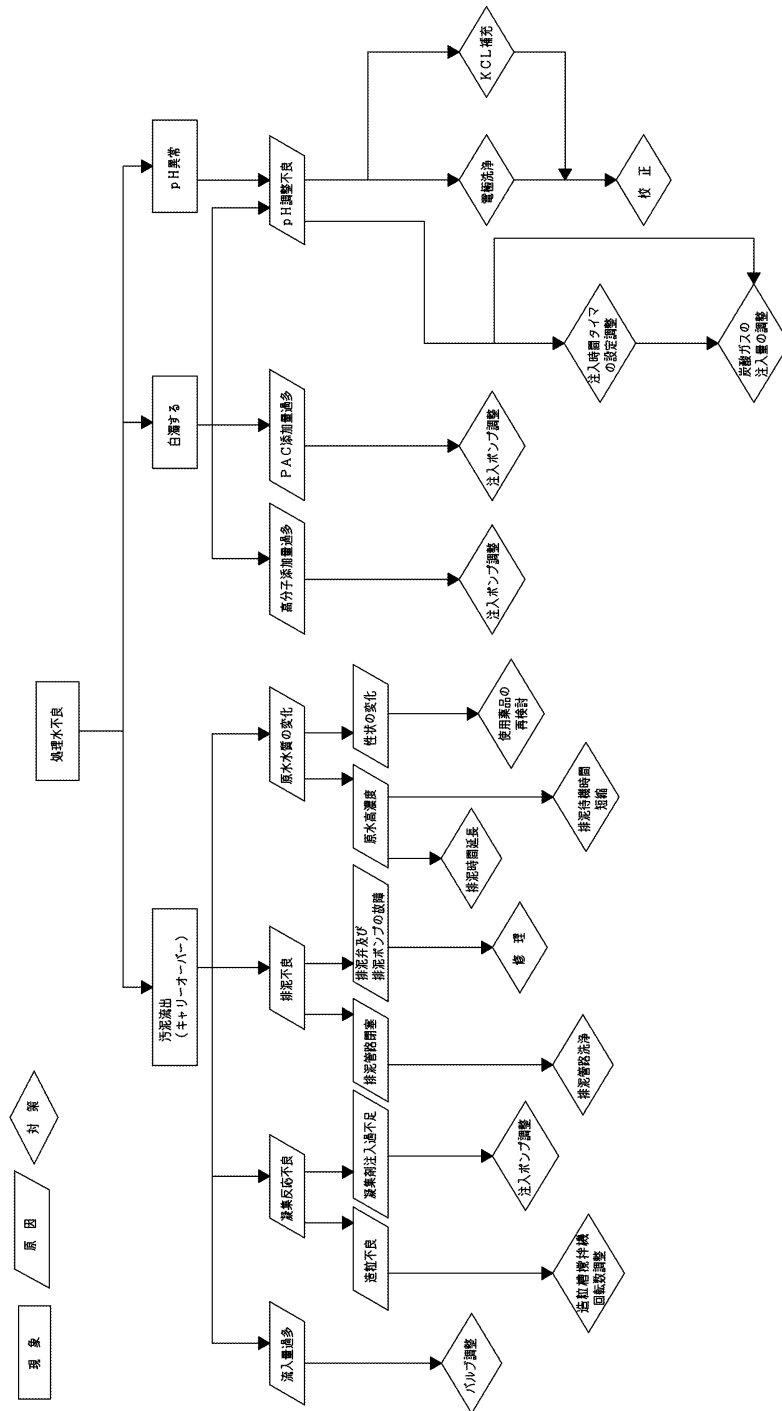 現　象
原　因
対　策
処理水不良
汚泥流出
(キャリーオーバー)
白濁する
ｐＨ異常
流入量過多
凝集反応不良
排泥不良
原水水質の変化
高分子添加量過多
ＰＡＣ添加量過多
ｐＨ調整不良
造粒不良
凝集剤注入過不足
排泥管路閉塞
排泥弁及び
排泥ポンプの故障
原水高濃度
性状の変化
バルブ調整
造粒槽攪拌機
回転数調整
注入ポンプ調整
排泥管路洗浄
修　理
排泥時間延長
排泥待機時間
短縮
使用薬品の
再検討
注入ポンプ調整
注入ポンプ調整
注入時間タイマ
の設定調整
炭酸ガスの
注入量の調整
電極洗浄
ＫＣＬ補充
校　正